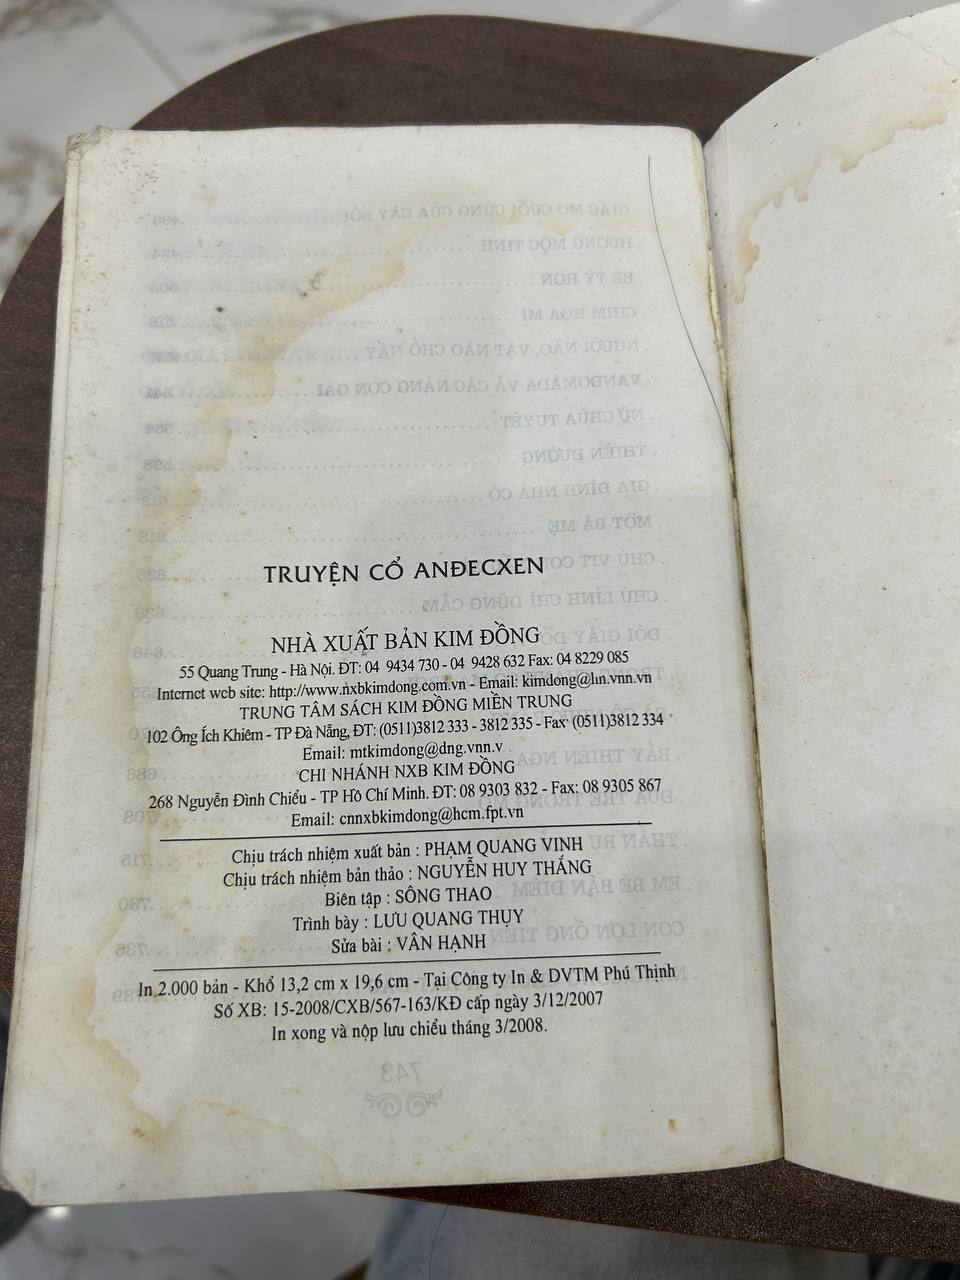 TRUYỆN CỔ ANĐECXEN
NHÀ XUẤT BẢN KIM ĐỒNG
55 Quang Trung - Hà Nội. ĐT: 04 9434 730 - 04 9428 632 Fax: 04 8229 085
Internet web site: http://www.nxbkimdong.com.vn - Email: kimdong@hn.vnn.vn
TRUNG TÂM SÁCH KIM ĐỒNG MIỀN TRUNG
102 Ông Ích Khiêm - TP Đà Nẵng, ĐT: (0511)3812 333 - 3812 335 - Fax: (0511)3812 334
Email: mtkimdong@dng.vnn.v
CHI NHÁNH NXB KIM ĐỒNG
268 Nguyễn Đình Chiểu - TP Hồ Chí Minh. ĐT: 08 9303 832 - Fax: 08 9305 867
Email: cnnxbkimdong@hcm.fpt.vn
Chịu trách nhiệm xuất bản : PHẠM QUANG VINH
Chịu trách nhiệm bản thảo : NGUYỄN HUY THẮNG
Biên tập : SÔNG THAO
Trình bày : LƯU QUANG THỤY
Sửa bài : VÂN HẠNH
In 2.000 bản - Khổ 13,2 cm x 19,6 cm - Tại Công ty In & DVTM Phú Thịnh
Số XB: 15-2008/CXB/567-163/KĐ cấp ngày 3/12/2007
In xong và nộp lưu chiểu tháng 3/2008.